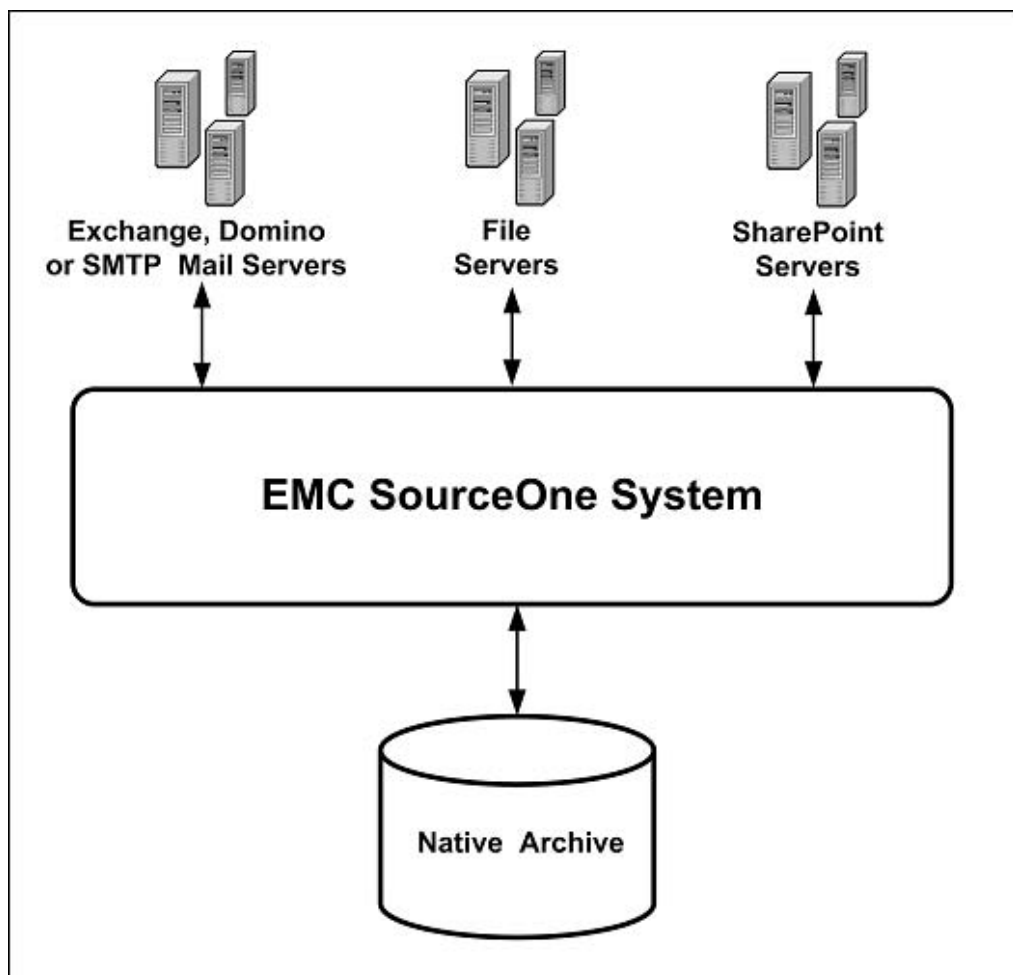 Exchange, Domino
or SMTP Mail Servers
File
Servers
SharePoint
Servers
EMC SourceOne System
Native Archive